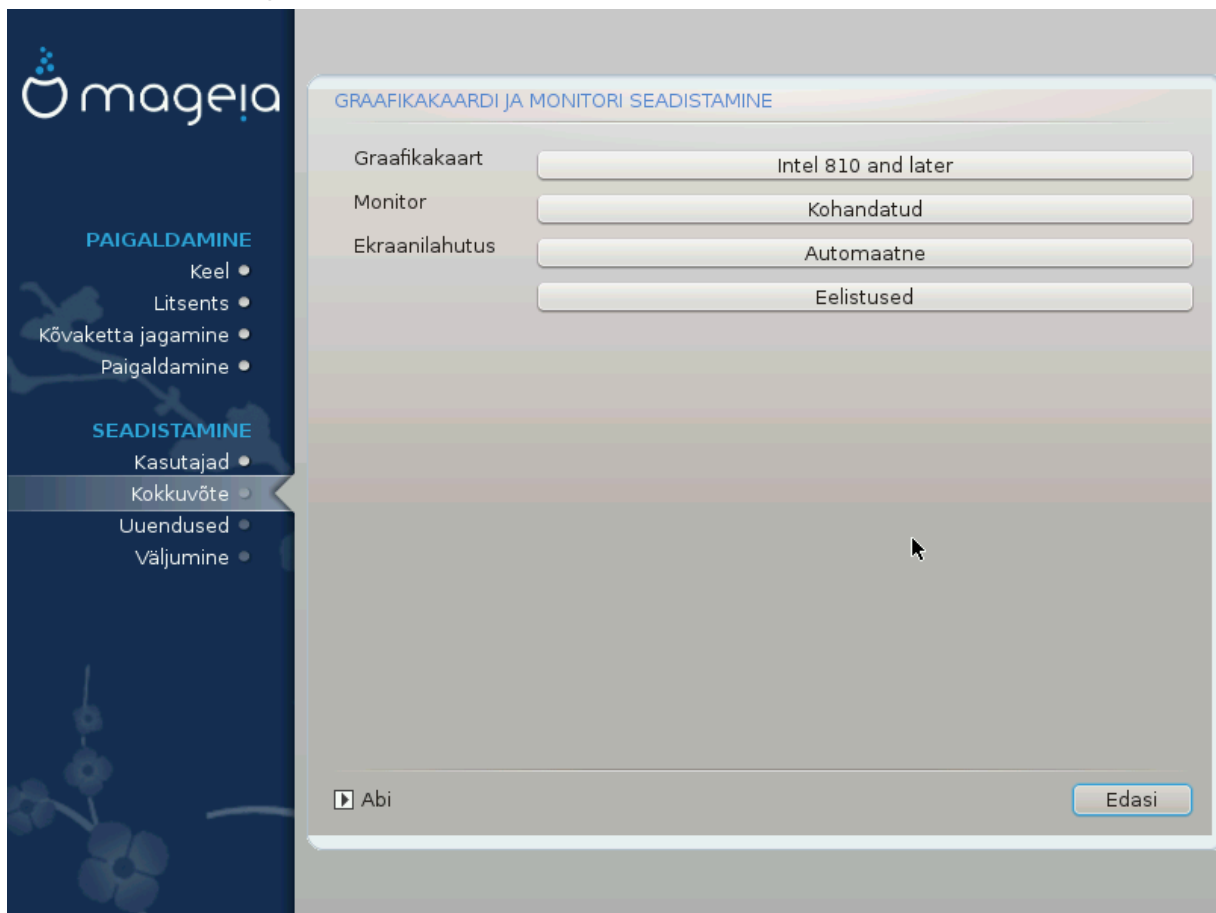 mageia
PAIGALDAMINE
Keel
Litsents
Kõvaketta jagamine
Paigaldamine
SEADISTAMINE
Kasutajad
Kokkuvõte
Uuendused
Väljumine
GRAAFIKAKAARDI JA MONITORI SEADISTAMINE
Graafikakaart
Intel 810 and later
Monitor
Kohandatud
Ekraanilahutus
Automaatne
Eelistused
Abi
Edasi